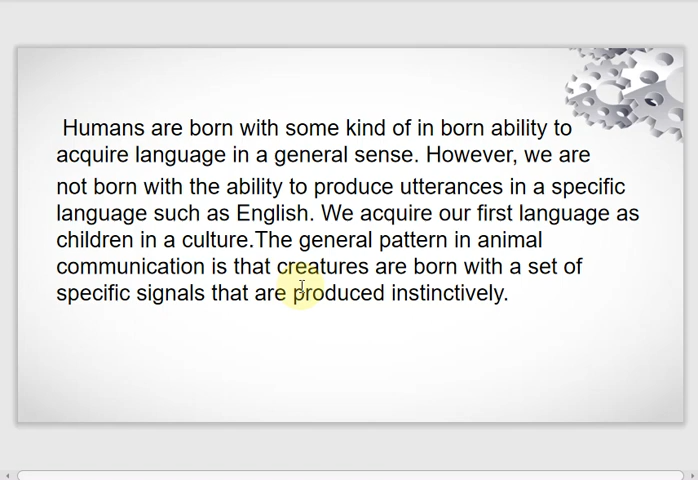 Humans are born with some kind of in born ability to
acquire language in a general sense. However, we are
not born with the ability to produce utterances in a specific
language such as English. We acquire our first language as
children in a culture.The general pattern in animal
communication is that creatures are born with a set of
specific signals that are produced instinctively.